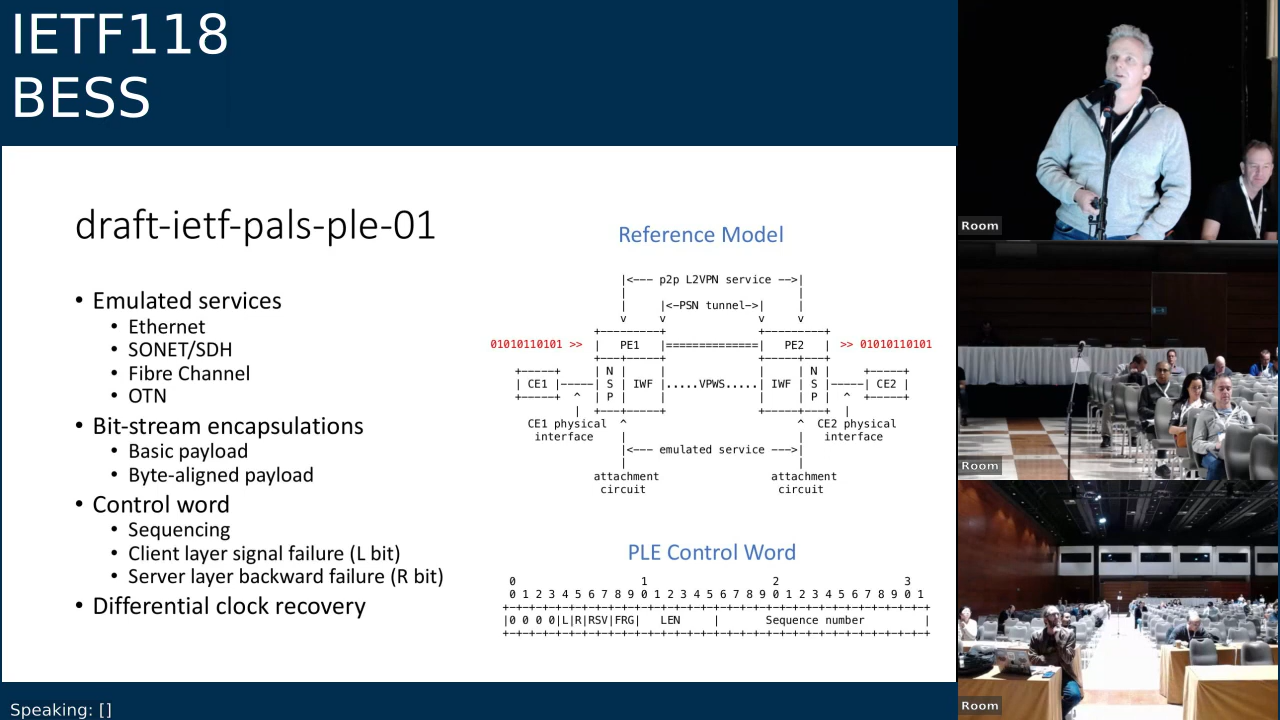 IETF118
BESS
draft-ietf-pals-ple-01
• Emulated services
• Ethernet
• SONET/SDH
• Fibre Channel
• OTN
• Bit-stream encapsulations
• Basic payload
• Byte-aligned payload
• Control word
• Sequencing
• Client layer signal failure (L bit)
• Server layer backward failure (R bit)
• Differential clock recovery
Reference Model
|<--- p2p L2VPN service --->|
|<-PSN tunnel->|
v v v v
01010110101 >> | PE1 |==============| PE2 | >> 01010110101
| N | | | | N |
| CE1 |-----| S | IWF |.....VPWS.....| IWF | S |-----| CE2 |
^ | P | | | | P | ^
CE1 physical ^ ^ CE2 physical
interface | | interface
|<--- emulated service --->|
attachment attachment
circuit circuit
PLE Control Word
0 1 2 3
0 1 2 3 4 5 6 7 8 9 0 1 2 3 4 5 6 7 8 9 0 1 2 3 4 5 6 7 8 9 0 1
+-+-+-+-+-+-+-+-+-+-+-+-+-+-+-+-+-+-+-+-+-+-+-+-+-+-+-+-+-+-+-+-+
|0 0 0 0|L|R|RSV|FRG| LEN | Sequence number |
+-+-+-+-+-+-+-+-+-+-+-+-+-+-+-+-+-+-+-+-+-+-+-+-+-+-+-+-+-+-+-+-+
Speaking: []
Room
Room
Room